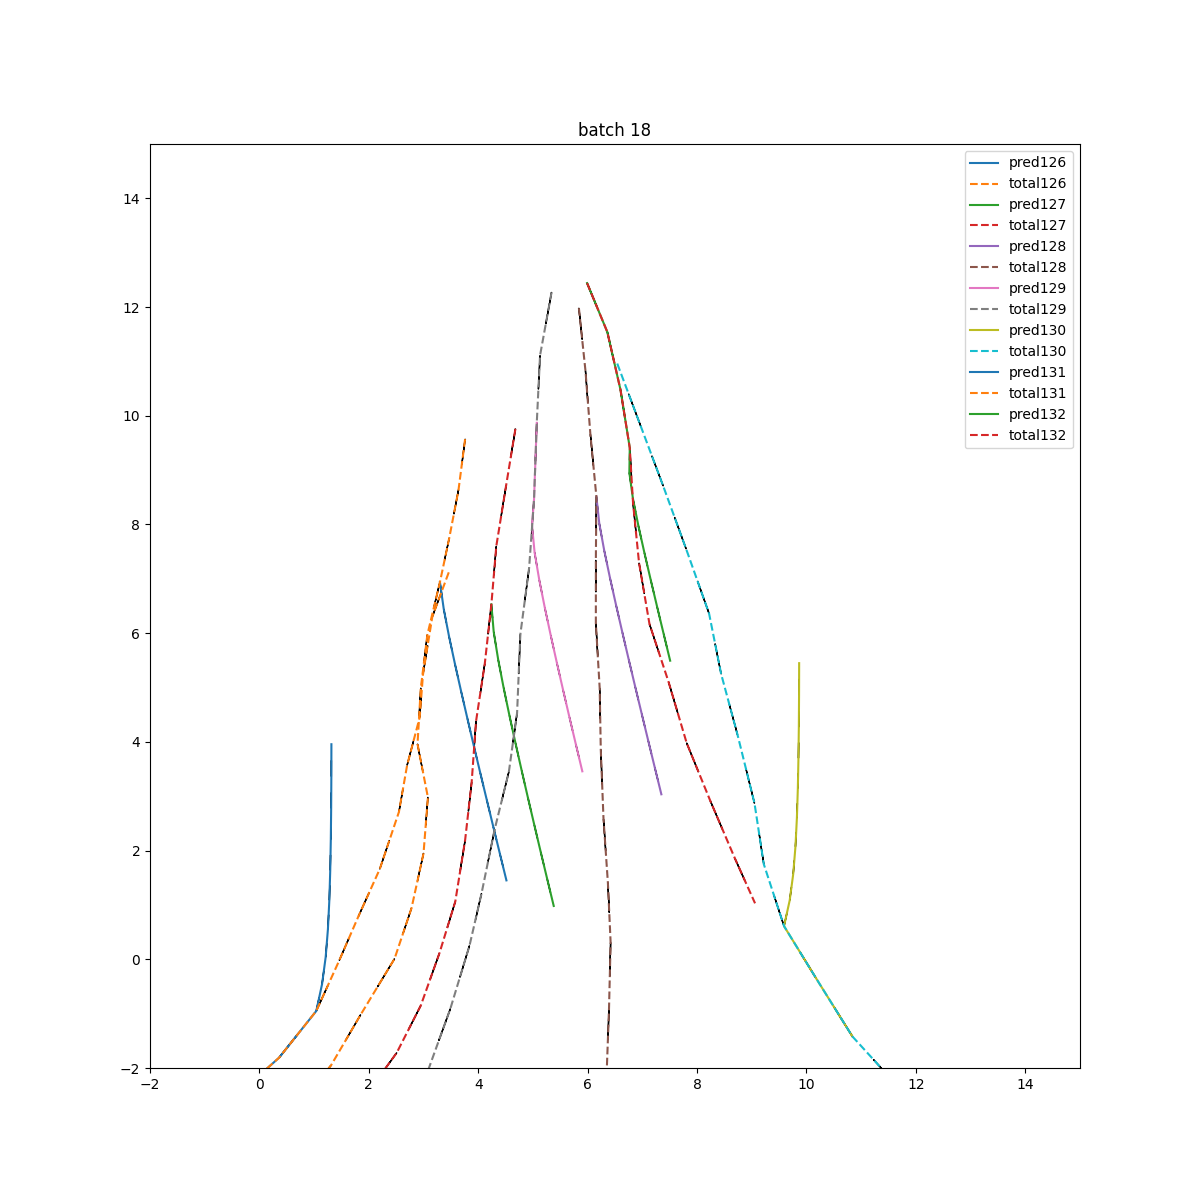 batch 18
pred126
total126
pred127
total127
pred128
total128
pred129
total129
pred130
total130
pred131
total131
pred132
total132
14
12
10
8
6
4
2
0
−2
−2 0 2 4 6 8 10 12 14